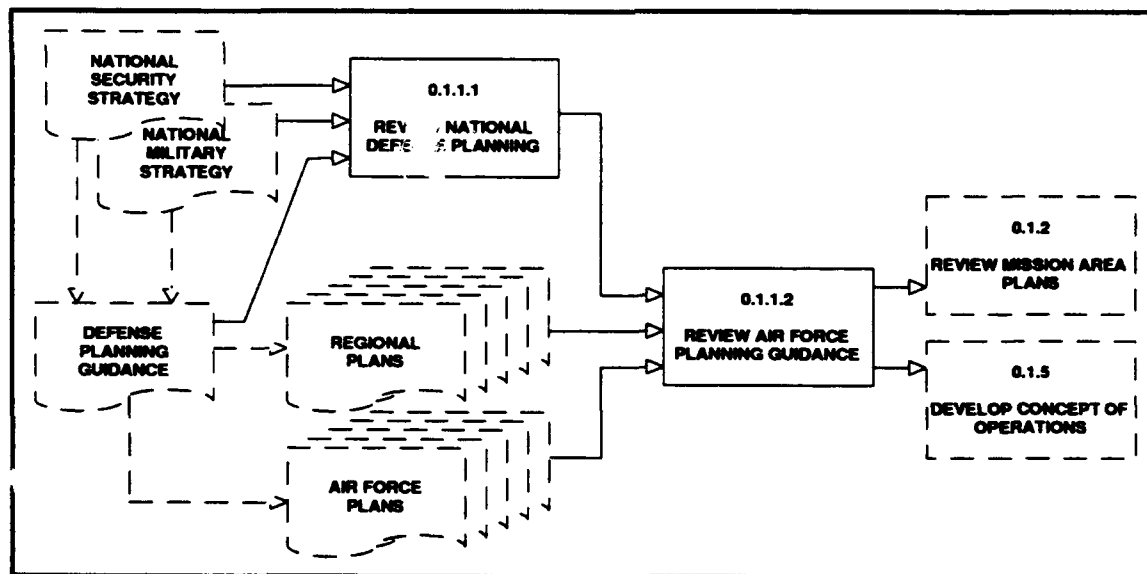 NATIONAL
SECURITY
STRATEGY
NATIONAL
MILITARY
STRATEGY
0.1.1.1
NATIONAL
PLANNING
DEFENSE
PLANNING
GUIDANCE
REGIONAL
PLANS
AIR FORCE
PLANS
0.1.1.2
REVIEW AIR FORCE
PLANNING GUIDANCE
0.1.2
REVIEW MISSION AREA
PLANS
0.1.5
DEVELOP CONCEPT OF
OPERATIONS